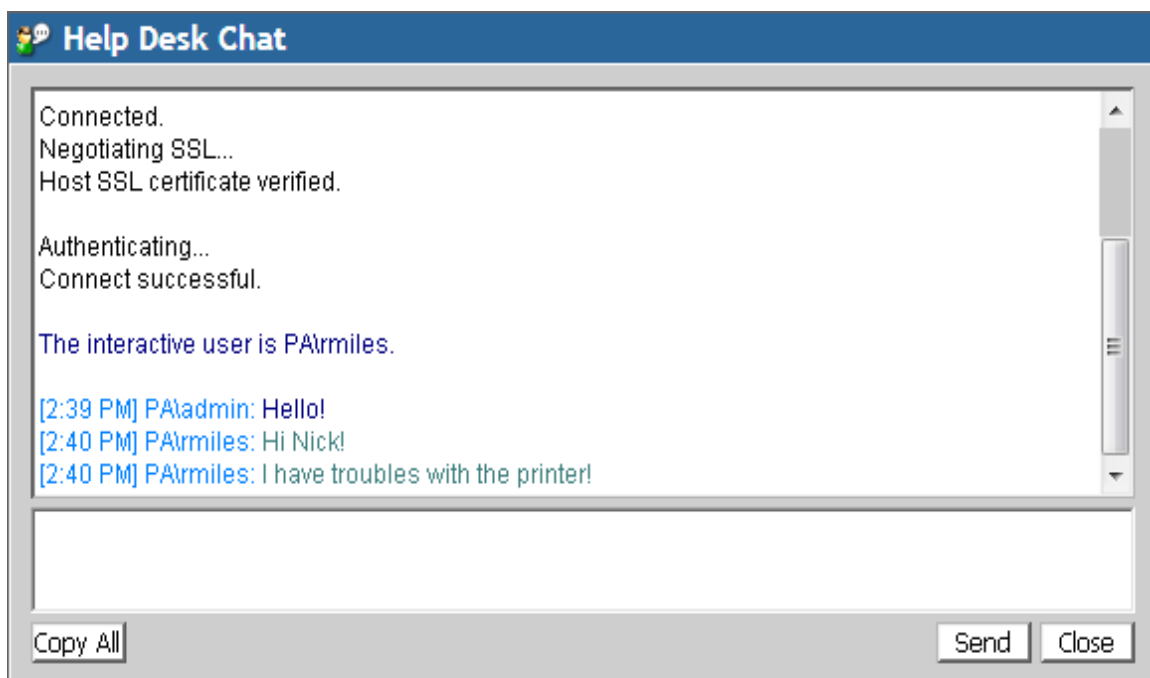 Help Desk Chat
Connected.
Negotiating SSL...
Host SSL certificate verified.
Authenticating...
Connect successful.
The interactive user is PA\rmiles.
[2:39 PM] PA\admin: Hello!
[2:40 PM] PA\rmiles: Hi Nick!
[2:40 PM] PA\rmiles: I have troubles with the printer!
Copy All Send Close